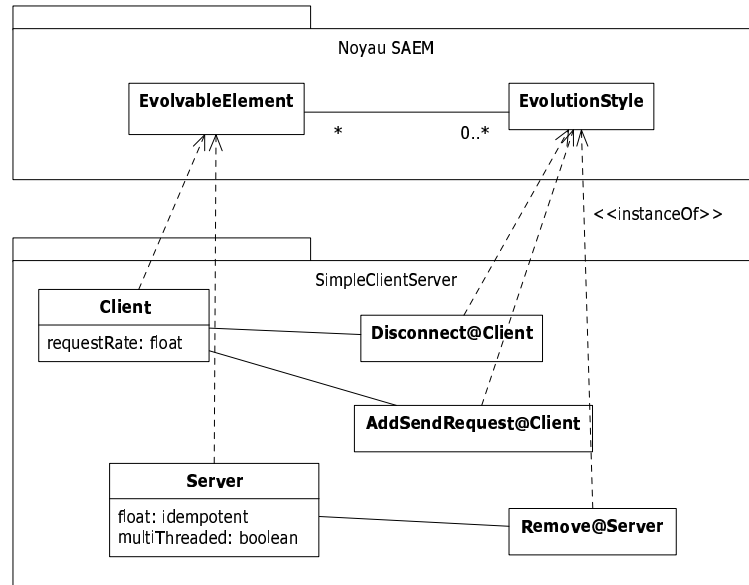 Noyau SAEM
EvolvableElement
EvolutionStyle
*
0..*
<<instanceOf>>
SimpleClientServer
Client
requestRate: float
Disconnect@Client
AddSendRequest@Client
Server
float: idempotent
multiThreaded: boolean
Remove@Server